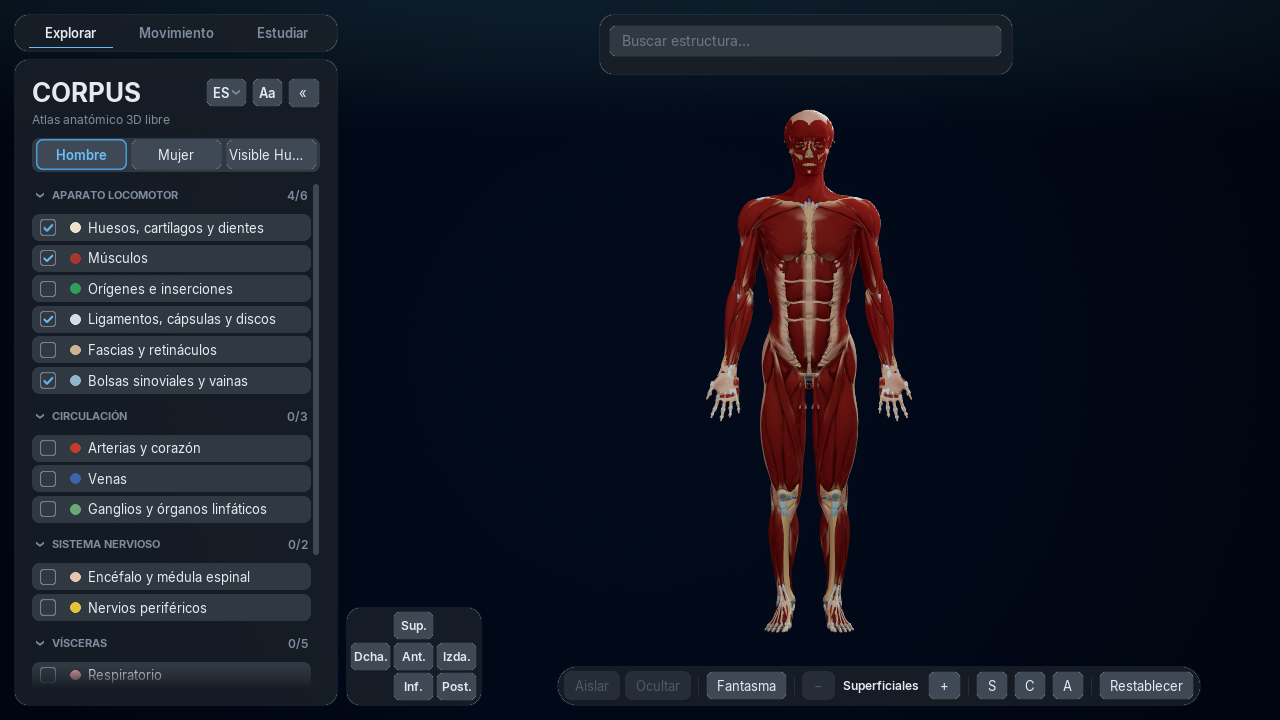 Explorar Movimiento Estudiar
Buscar estructura...
CORPUS ES Aa «
Atlas anatómico 3D libre
Hombre Mujer Visible Hu...
APARATO LOCOMOTOR 4/6
Huesos, cartílagos y dientes
Músculos
Orígenes e inserciones
Ligamentos, cápsulas y discos
Fascias y retináculos
Bolsas sinoviales y vainas
CIRCULACIÓN 0/3
Arterias y corazón
Venas
Ganglios y órganos linfáticos
SISTEMA NERVIOSO 0/2
Encéfalo y médula espinal
Nervios periféricos
VÍSCERAS 0/5
Respiratorio
Sup.
Dcha. Ant. Izda.
Inf. Post.
Aislar Ocultar Fantasma − Superficiales + S C A Restablecer